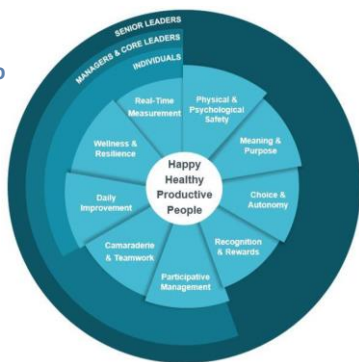 SENIOR LEADERS
MANAGERS & CORE LEADERS
INDIVIDUALS
Real-Time
Measurement
Physical &
Psychological
Safety
Meaning &
Purpose
Choice &
Autonomy
Recognition
& Rewards
Participative
Management
Camaraderie
& Teamwork
Daily
Improvement
Wellness &
Resilience
Happy
Healthy
Productive
People